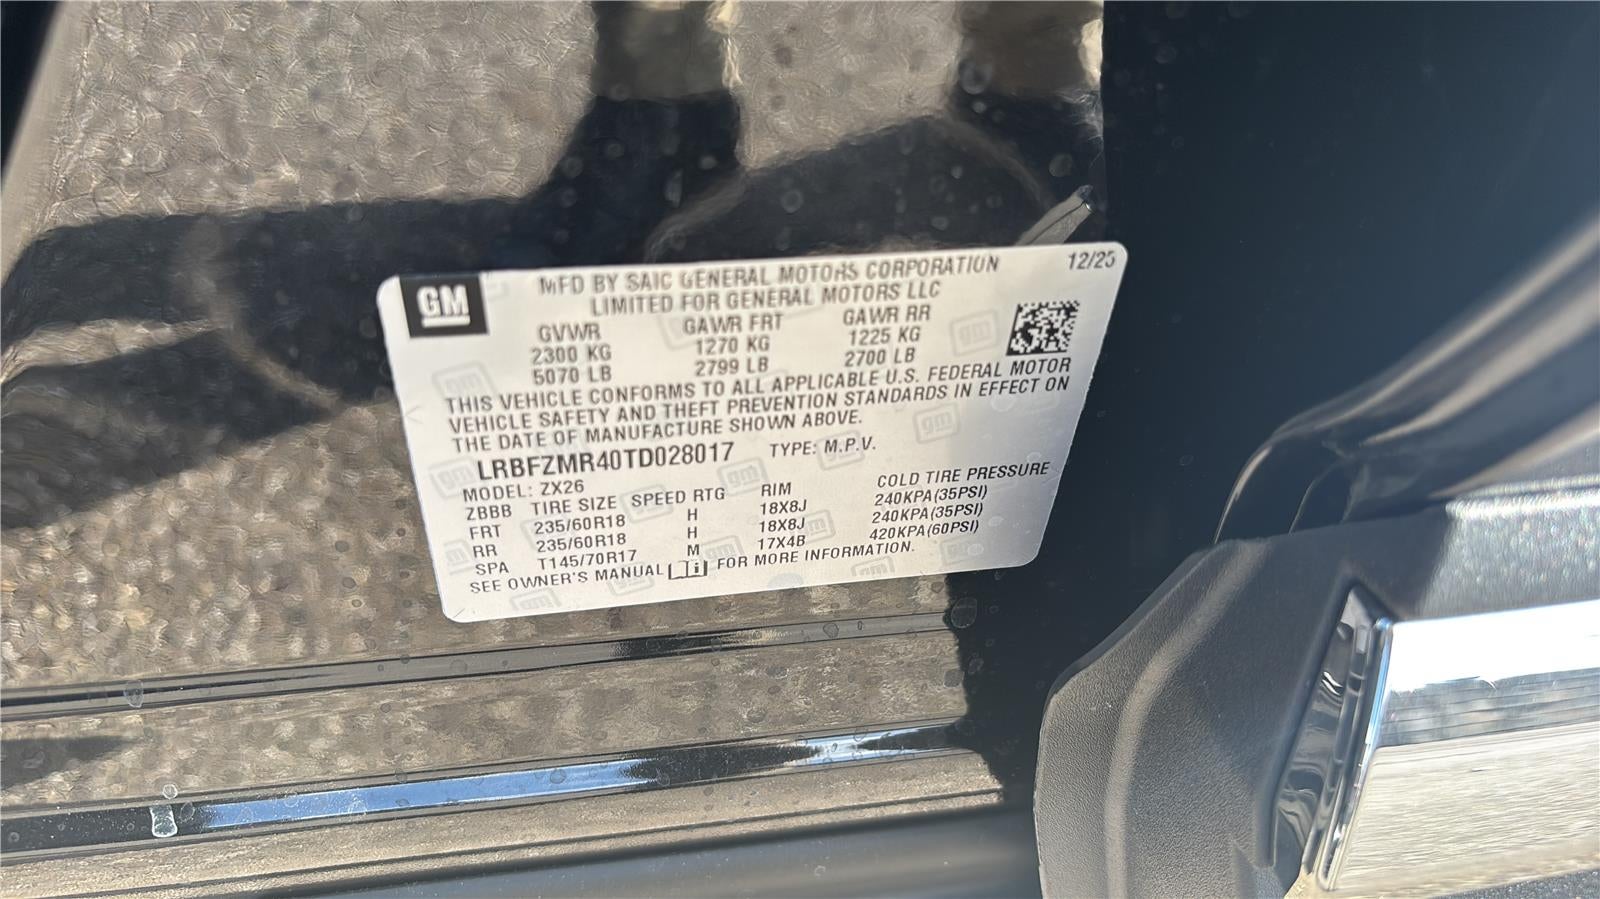 GM
MFD BY SAIC GENERAL MOTORS CORPORATION
LIMITED FOR GENERAL MOTORS LLC
12/25
GVWR GAWR FRT GAWR RR
2300 KG 1270 KG 1225 KG
5070 LB 2799 LB 2700 LB
THIS VEHICLE CONFORMS TO ALL APPLICABLE U.S. FEDERAL MOTOR
VEHICLE SAFETY AND THEFT PREVENTION STANDARDS IN EFFECT ON
THE DATE OF MANUFACTURE SHOWN ABOVE.
LRBFZMR40TD028017 TYPE: M.P.V.
MODEL: ZX26
ZBBB TIRE SIZE SPEED RTG RIM COLD TIRE PRESSURE
FRT 235/60R18 H 18X8J 240KPA(35PSI)
RR 235/60R18 H 18X8J 240KPA(35PSI)
SPA T145/70R17 M 17X4B 420KPA(60PSI)
SEE OWNER'S MANUAL FOR MORE INFORMATION.